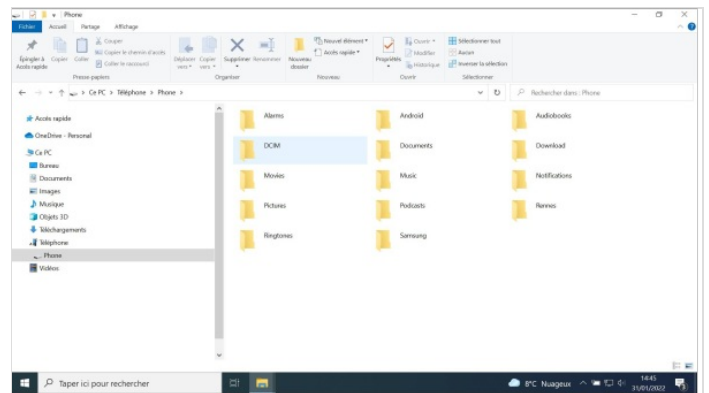 Phone
Fichier Accueil Partage Affichage
Épingler à Accès rapide
Copier
Coller
Couper
Copier le chemin d'accès
Coller le raccourci
Presse-papiers
Déplacer vers
Copier vers
Supprimer
Renommer
Organiser
Nouveau dossier
Nouvel élément
Accès rapide
Nouveau
Propriétés
Ouvrir
Modifier
Historique
Ouvrir
Sélectionner tout
Aucun
Inverser la sélection
Sélectionner
Ce PC > Téléphone > Phone >
Rechercher dans : Phone
Accès rapide
OneDrive - Personal
Ce PC
Bureau
Documents
Images
Musique
Objets 3D
Téléchargements
Téléphone
Phone
Vidéos
Alarms Android Audiobooks
DCIM Documents Download
Movies Music Notifications
Pictures Podcasts Rennes
Ringtones Samsung
Taper ici pour rechercher
8°C Nuageux
14:45
31/01/2022